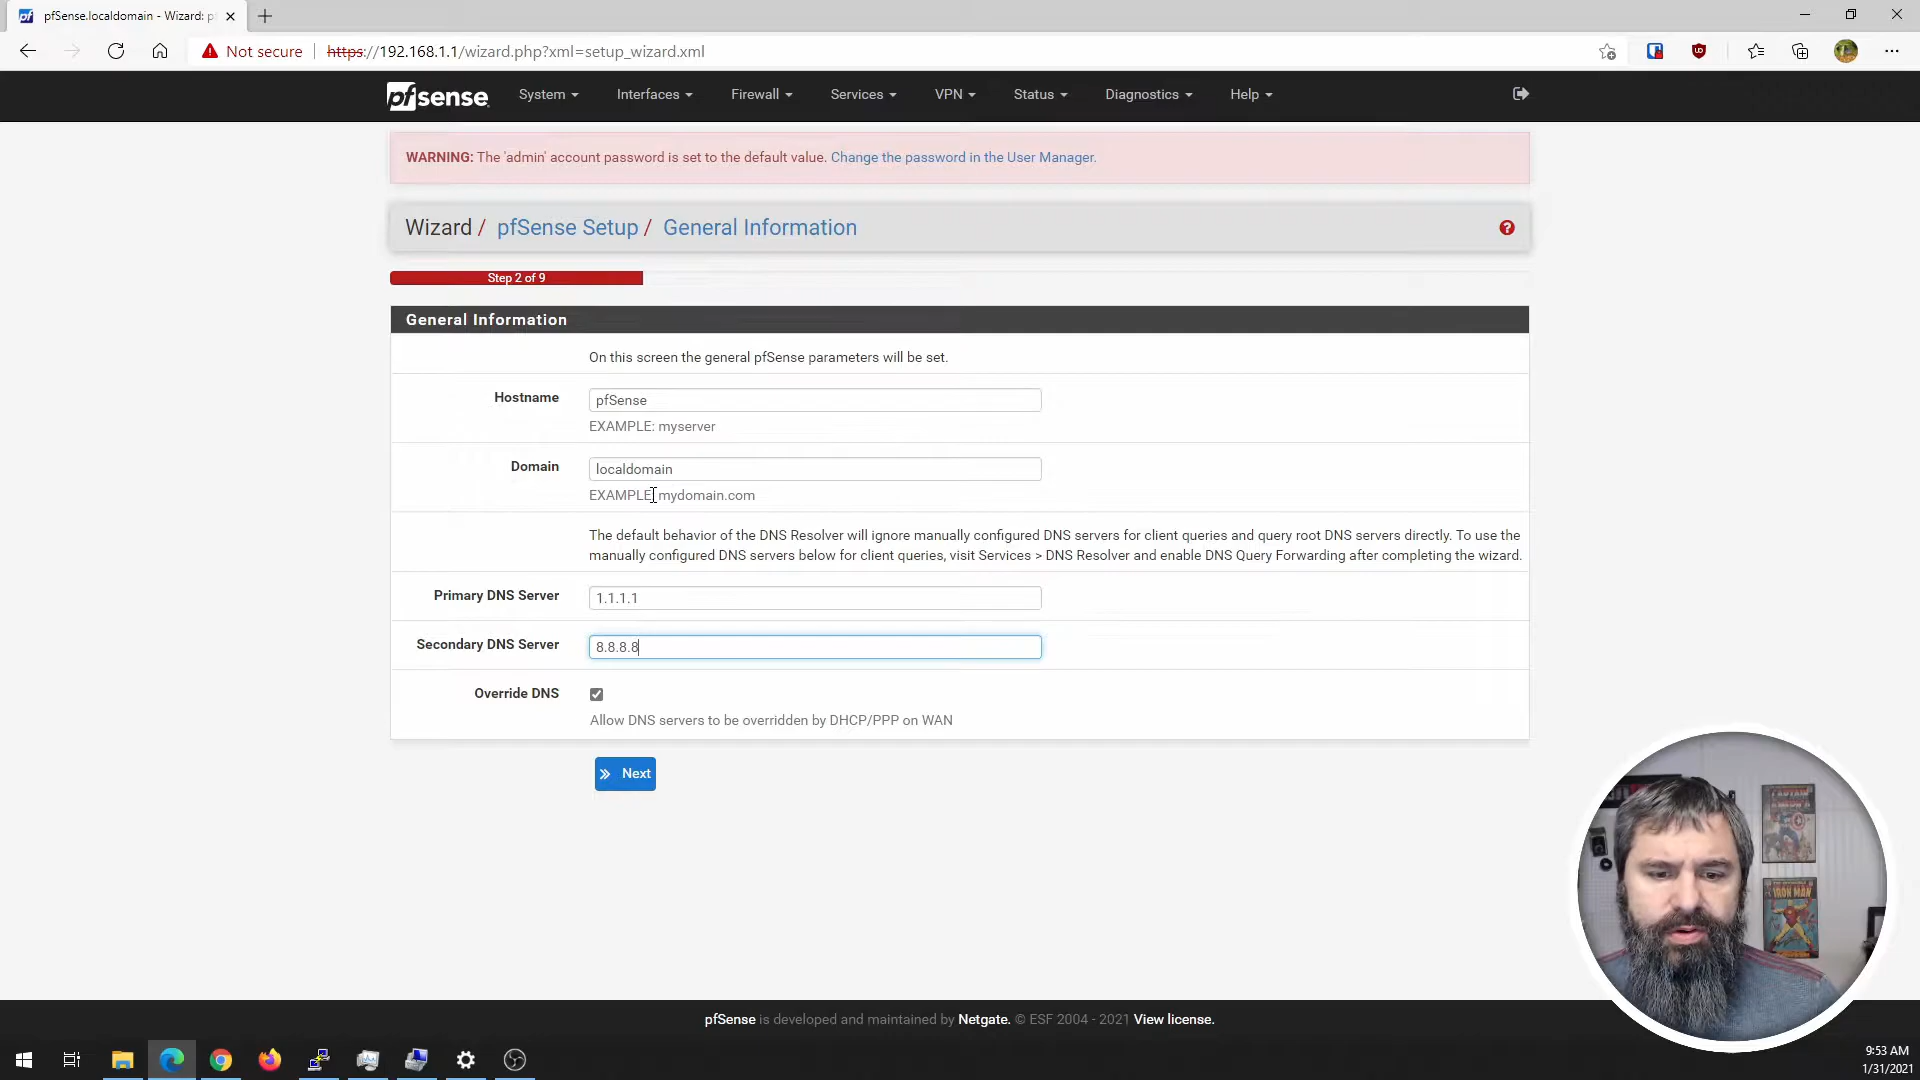 pfSense.localdomain - Wizard: p
Not secure
https://192.168.1.1/wizard.php?xml=setup_wizard.xml
pfsense
System
Interfaces
Firewall
Services
VPN
Status
Diagnostics
Help
WARNING: The 'admin' account password is set to the default value. Change the password in the User Manager.
Wizard / pfSense Setup / General Information
Step 2 of 9
General Information
On this screen the general pfSense parameters will be set.
Hostname
pfSense
EXAMPLE: myserver
Domain
localdomain
EXAMPLE: mydomain.com
The default behavior of the DNS Resolver will ignore manually configured DNS servers for client queries and query root DNS servers directly. To use the
manually configured DNS servers below for client queries, visit Services > DNS Resolver and enable DNS Query Forwarding after completing the wizard.
Primary DNS Server
1.1.1.1
Secondary DNS Server
8.8.8.8
Override DNS
Allow DNS servers to be overridden by DHCP/PPP on WAN
Next
IRON MAN
pfSense is developed and maintained by Netgate. © ESF 2004 - 2021 View license.
9:53 AM
1/31/2021